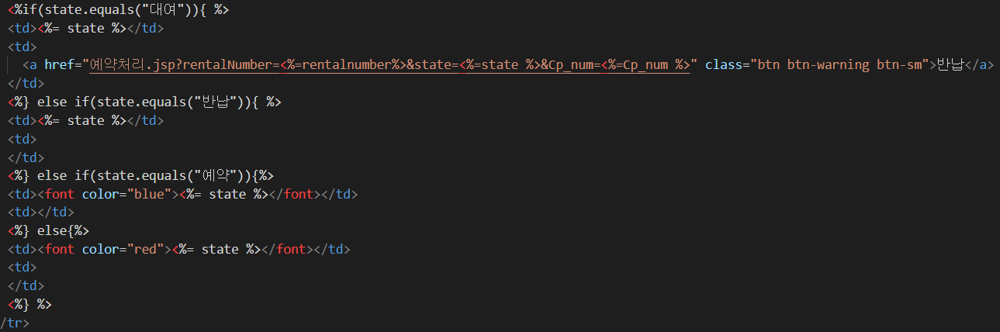 <%if(state.equals("대여")){ %>
<td><%= state %></td>
<td>
<a href="예약처리.jsp?rentalNumber=<%=rentalnumber%>&state=<%=state %>&Cp_num=<%=Cp_num %>" class="btn btn-warning btn-sm">반납</a>
</td>
<%} else if(state.equals("반납")){ %>
<td><%= state %></td>
<td>
</td>
<%} else if(state.equals("예약")){%>
<td><font color="blue"><%= state %></font></td>
<td></td>
<%} else{%>
<td><font color="red"><%= state %></font></td>
<td>
</td>
<%} %>
/tr>